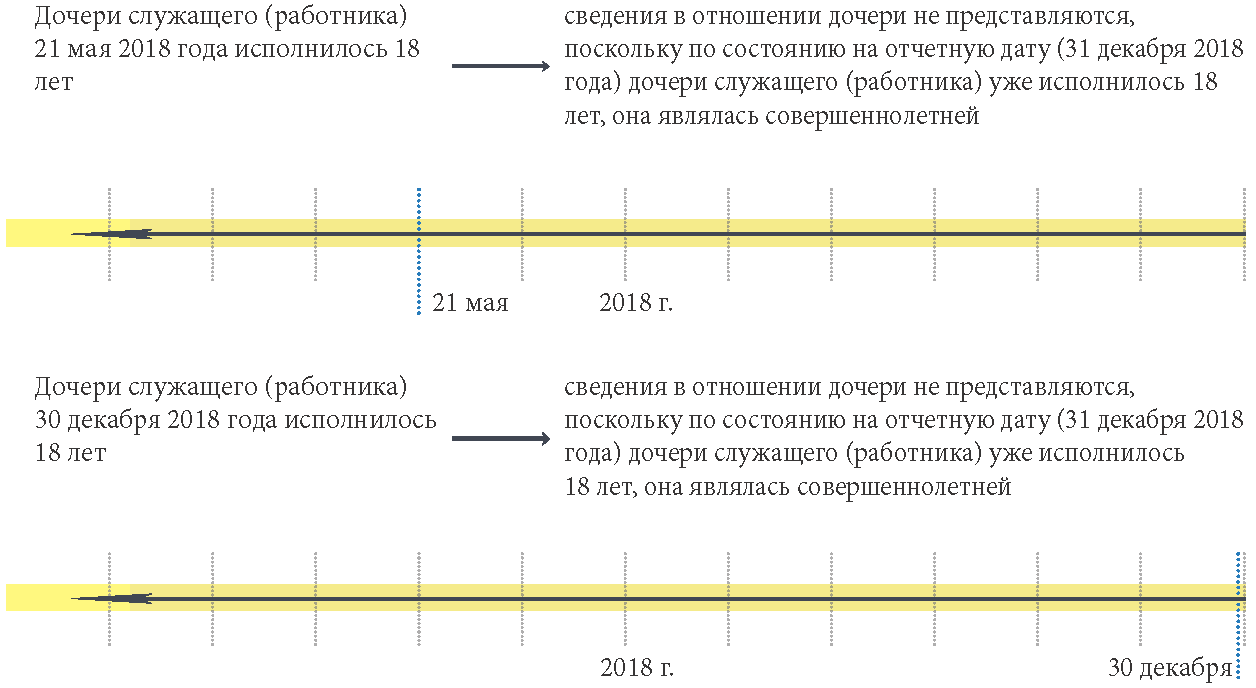 Дочери служащего (работника)
21 мая 2018 года исполнилось 18
лет
сведения в отношении дочери не представляются,
поскольку по состоянию на отчетную дату (31 декабря 2018
года) дочери служащего (работника) уже исполнилось 18
лет, она являлась совершеннолетней
21 мая
2018 г.
Дочери служащего (работника)
30 декабря 2018 года исполнилось
18 лет
сведения в отношении дочери не представляются,
поскольку по состоянию на отчетную дату (31 декабря 2018
года) дочери служащего (работника) уже исполнилось
18 лет, она являлась совершеннолетней
2018 г.
30 декабря